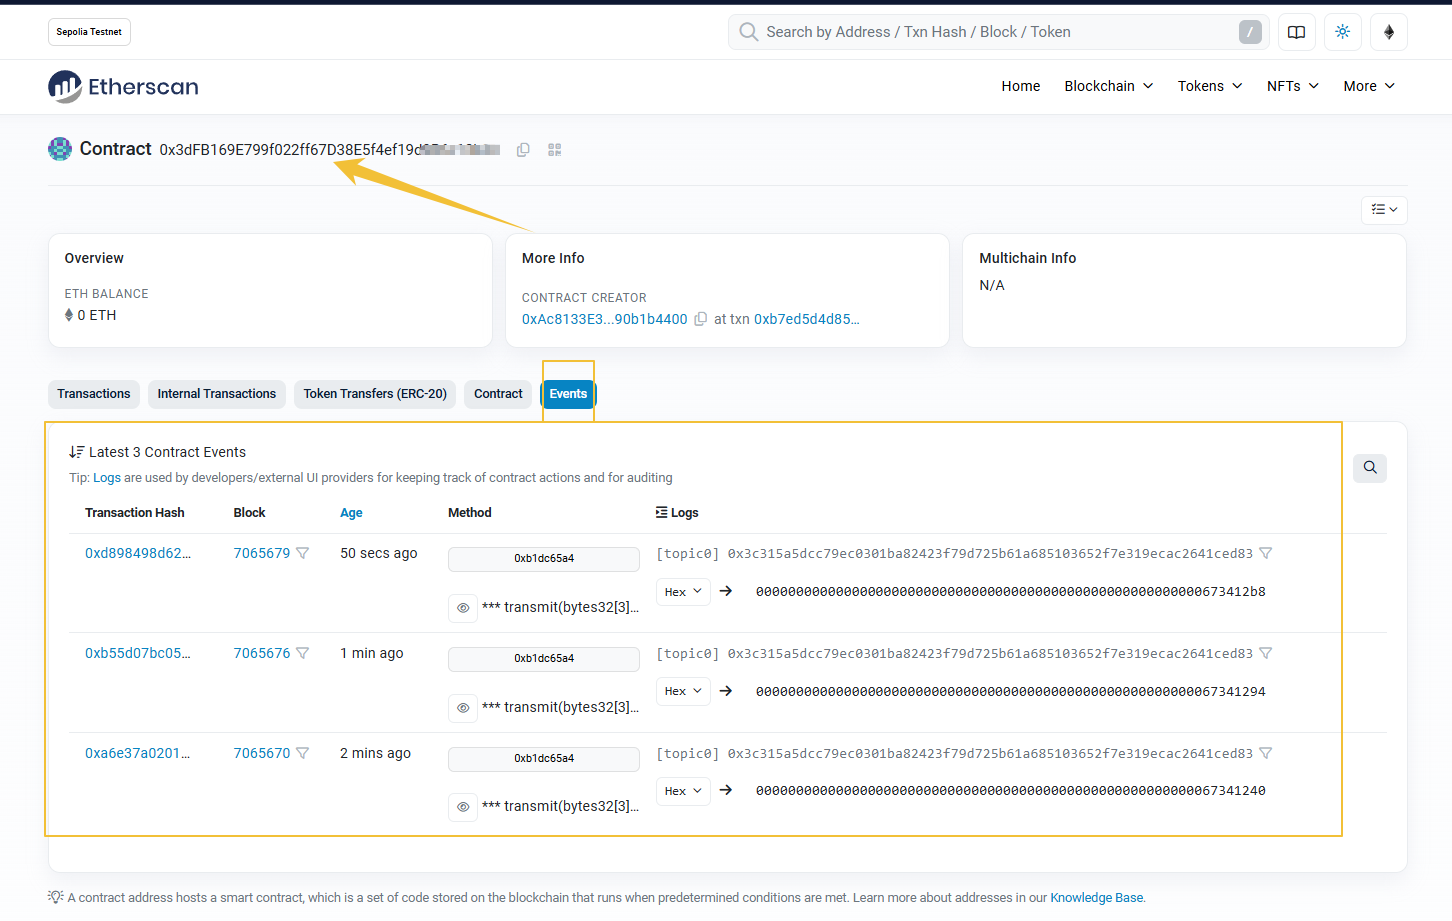 Sepolia Testnet
Search by Address / Txn Hash / Block / Token
/
Etherscan
Home Blockchain Tokens NFTs More
Contract 0x3dFB169E799f022ff67D38E5f4ef19d
Overview
ETH BALANCE
0 ETH
More Info
CONTRACT CREATOR
0xAc8133E3...90b1b4400 at txn 0xb7ed5d4d85...
Multichain Info
N/A
Transactions Internal Transactions Token Transfers (ERC-20) Contract Events
Latest 3 Contract Events
Tip: Logs are used by developers/external UI providers for keeping track of contract actions and for auditing
Transaction Hash Block Age Method Logs
0xd898498d62... 7065679 50 secs ago 0xb1dc65a4 [topic0] 0x3c315a5dcc79ec0301ba82423f79d725b61a685103652f7e319ecac2641ced83
Hex 00000000000000000000000000000000000000000000000000000000673412b8
*** transmit(bytes32[3]...
0xb55d07bc05... 7065676 1 min ago 0xb1dc65a4 [topic0] 0x3c315a5dcc79ec0301ba82423f79d725b61a685103652f7e319ecac2641ced83
Hex 0000000000000000000000000000000000000000000000000000000067341294
*** transmit(bytes32[3]...
0xa6e37a0201... 7065670 2 mins ago 0xb1dc65a4 [topic0] 0x3c315a5dcc79ec0301ba82423f79d725b61a685103652f7e319ecac2641ced83
Hex 0000000000000000000000000000000000000000000000000000000067341240
*** transmit(bytes32[3]...
A contract address hosts a smart contract, which is a set of code stored on the blockchain that runs when predetermined conditions are met. Learn more about addresses in our Knowledge Base.